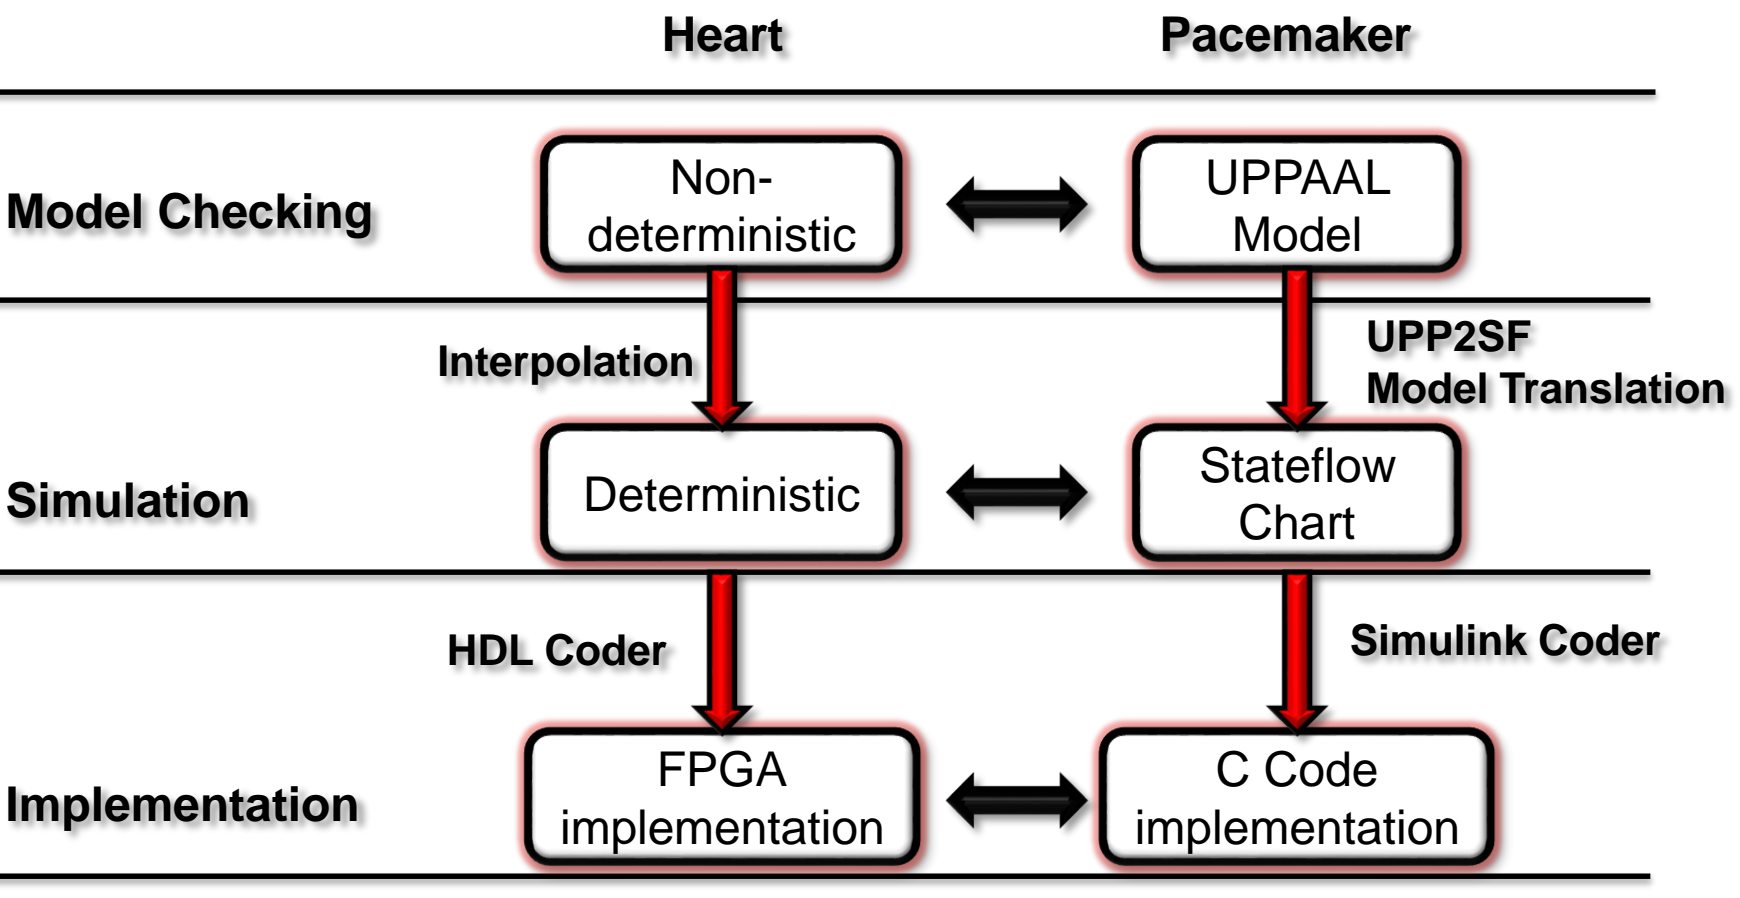 Heart
Pacemaker
Model Checking
Non-
deterministic
UPPAAL
Model
Interpolation
UPP2SF
Model Translation
Simulation
Deterministic
Stateflow
Chart
HDL Coder
Simulink Coder
Implementation
FPGA
implementation
C Code
implementation